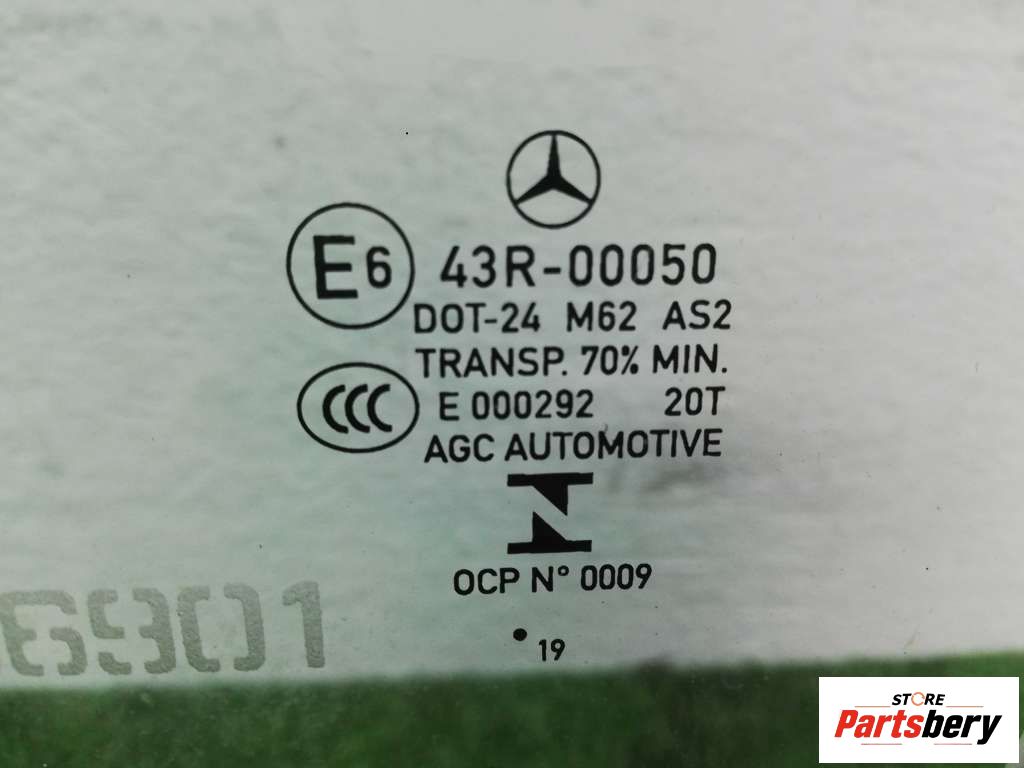 E6 43R-00050
DOT-24 M62 AS2
TRANSP. 70% MIN.
CCC E 000292 20T
AGC AUTOMOTIVE
OCP N° 0009
• 19
6901
STORE
Partsbery